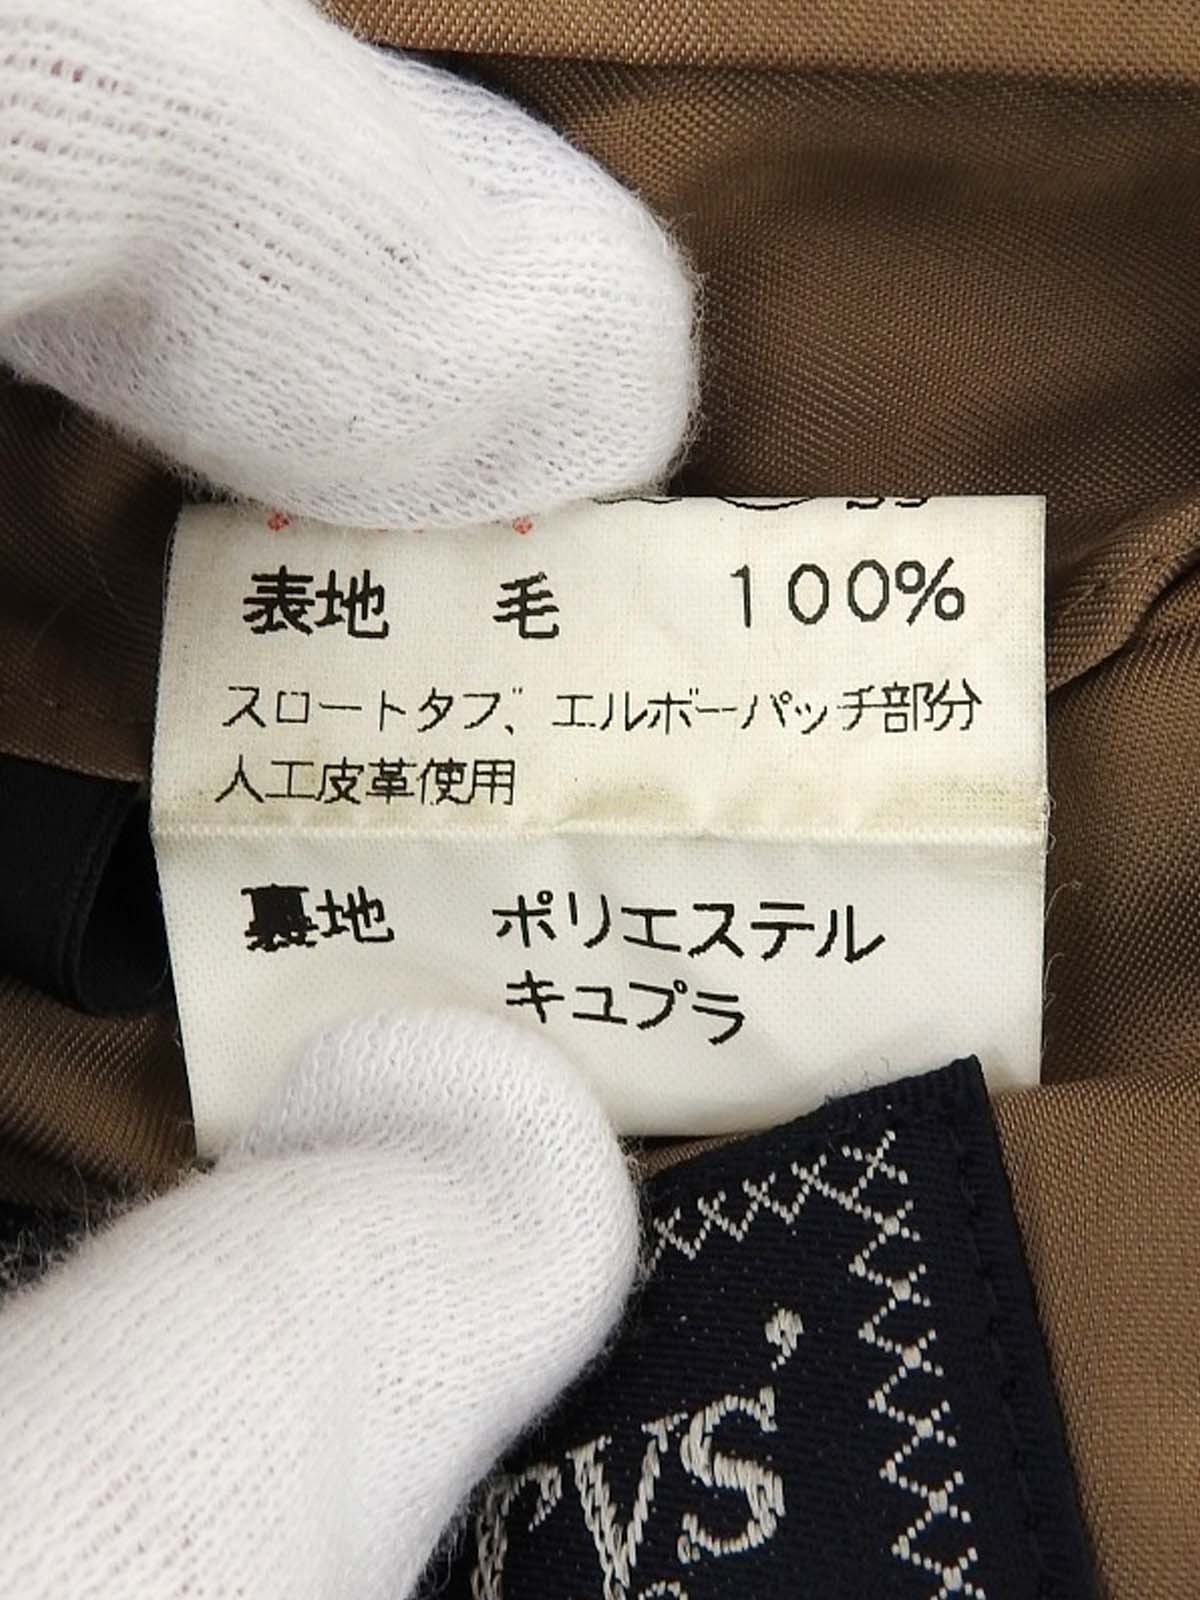 表地 毛 100%
スロートタブ、エルボーパッチ部分
人工皮革使用
裏地 ポリエステル
キュプラ